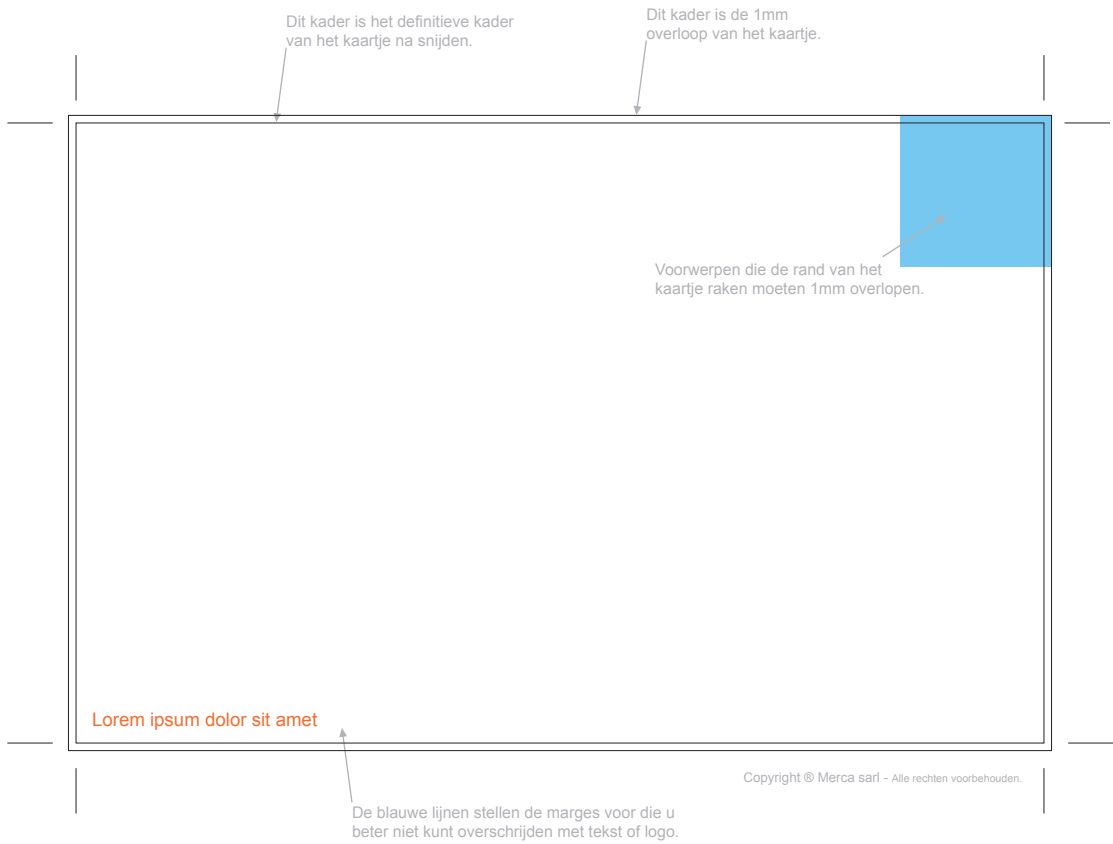 Dit kader is het definitieve kader
van het kaartje na snijden.
Dit kader is de 1mm
overloop van het kaartje.
Voorwerpen die de rand van het
kaartje raken moeten 1mm overlopen.
Lorem ipsum dolor sit amet
Copyright ® Merca sarl - Alle rechten voorbehouden.
De blauwe lijnen stellen de marges voor die u
beter niet kunt overschrijden met tekst of logo.